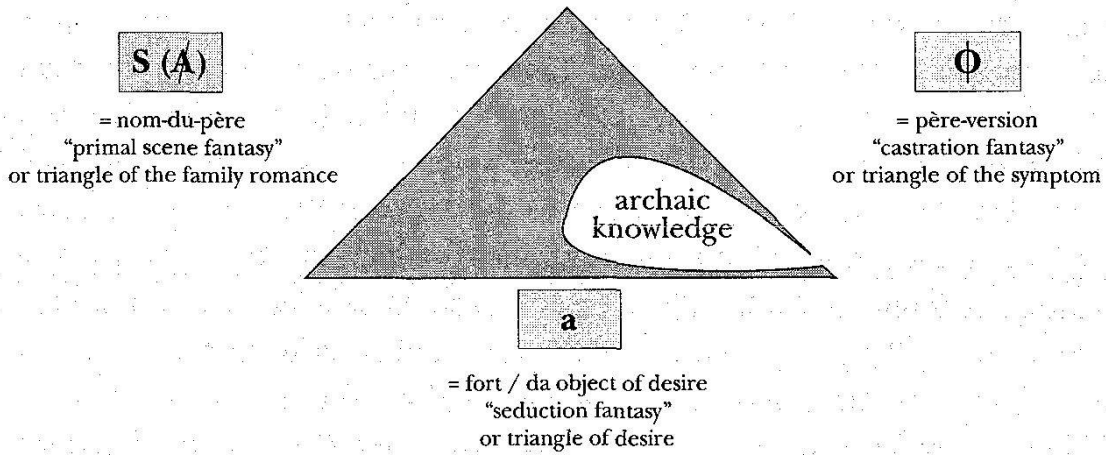 S (Ⱥ)
= nom-du-père
"primal scene fantasy"
or triangle of the family romance
ϕ
= père-version
"castration fantasy"
or triangle of the symptom
archaic
knowledge
a
= fort / da object of desire
"seduction fantasy"
or triangle of desire